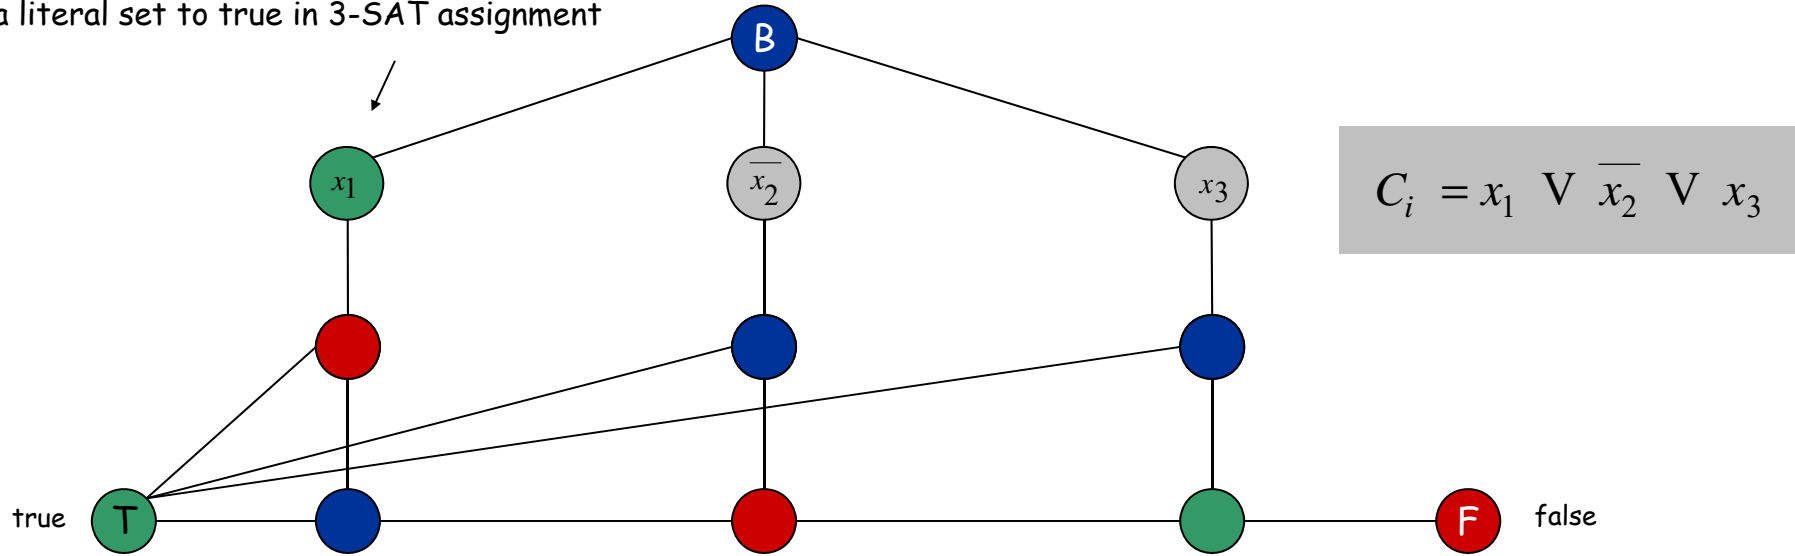 a literal set to true in 3-SAT assignment
B
x₁
x̅₂
x₃
Cᵢ = x₁ V x̅₂ V x₃
true
T
F
false